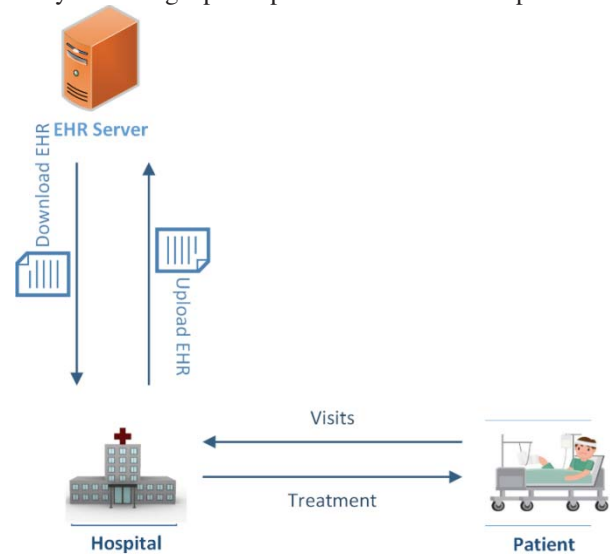 EHR Server
Download EHR
Upload EHR
Visits
Treatment
Hospital
Patient